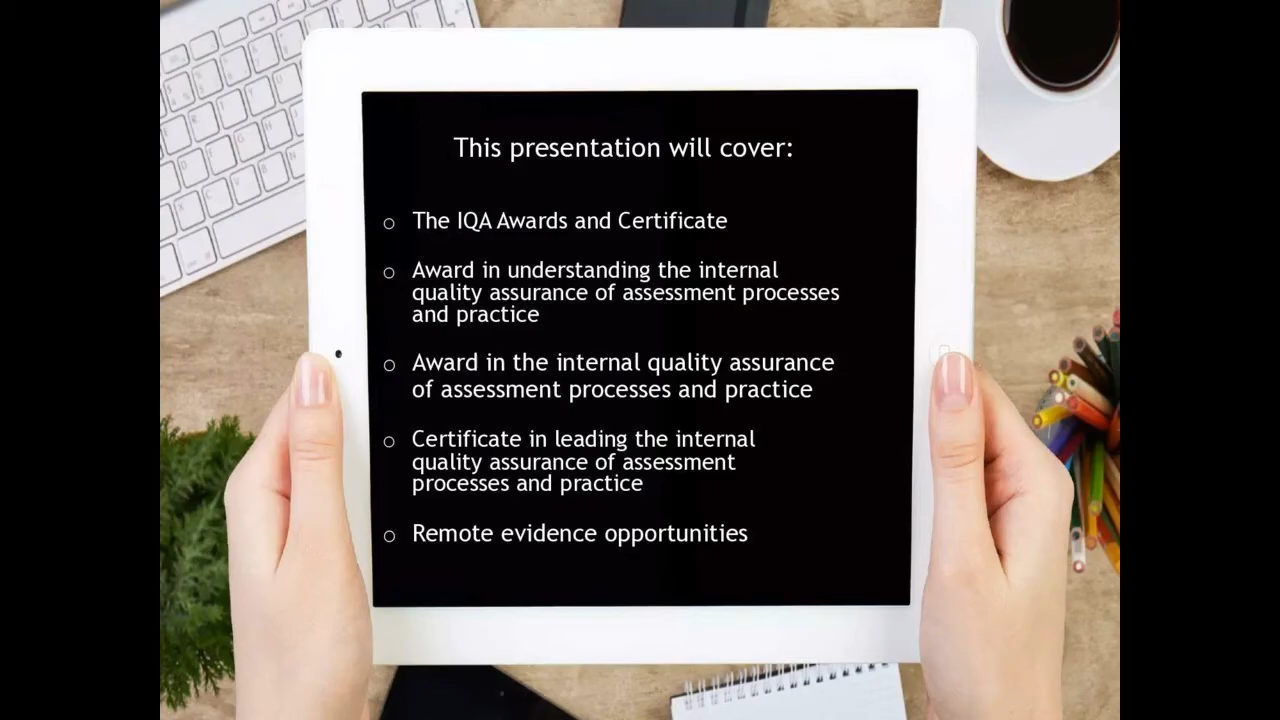 This presentation will cover:
The IQA Awards and Certificate
Award in understanding the internal
quality assurance of assessment processes
and practice
Award in the internal quality assurance
of assessment processes and practice
Certificate in leading the internal
quality assurance of assessment
processes and practice
Remote evidence opportunities